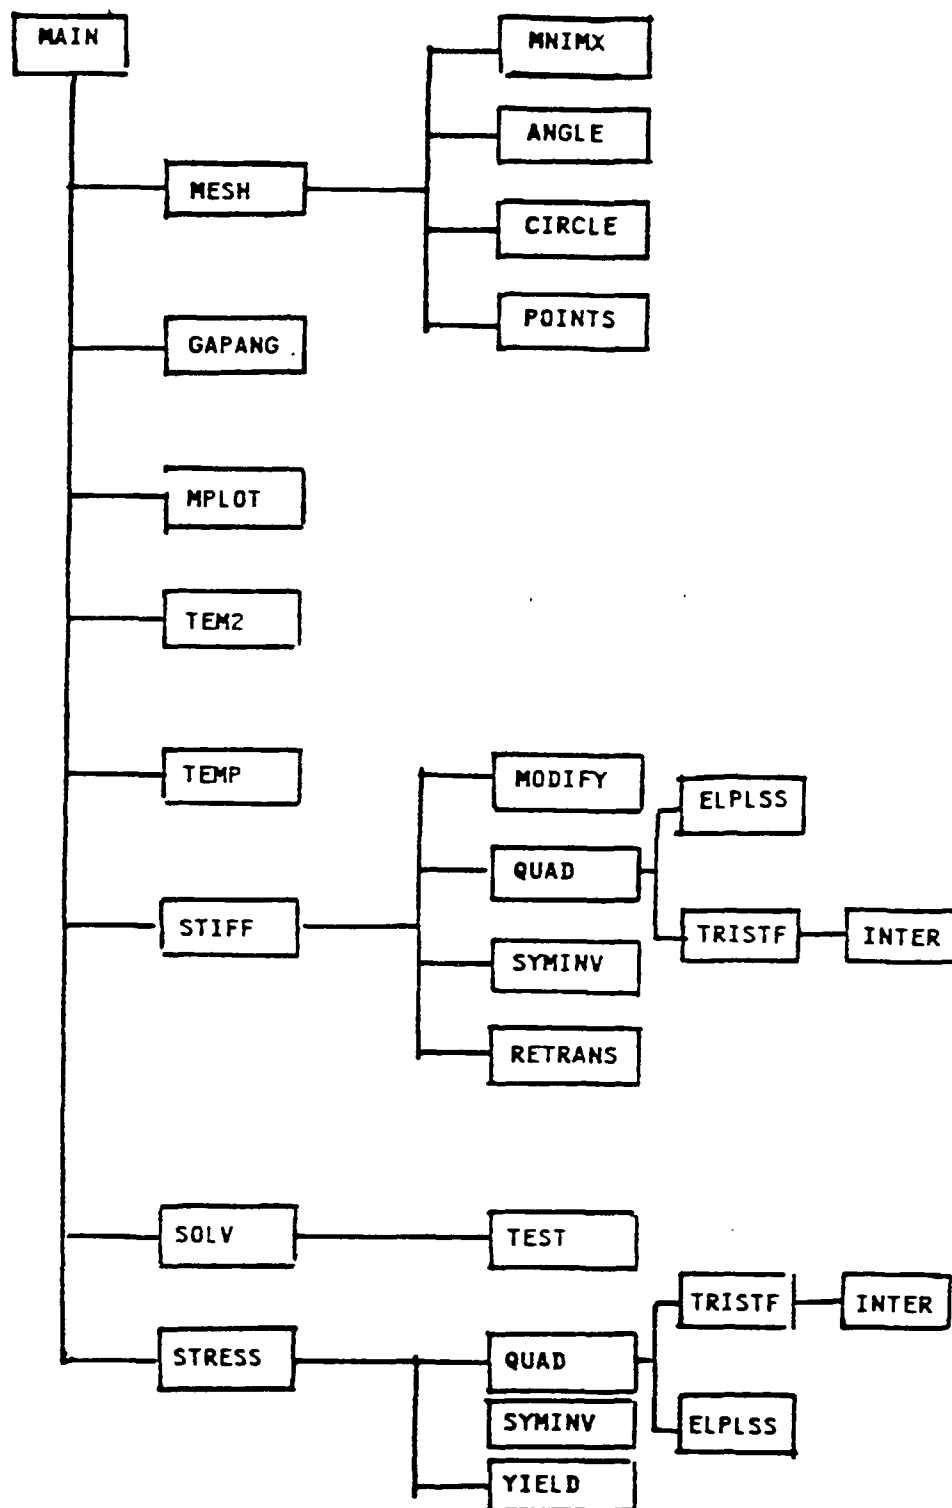 MAIN
MNIMX
ANGLE
MESH
CIRCLE
POINTS
GAPANG
MPLOT
TEM2
TEMP
MODIFY
ELPLSS
QUAD
STIFF
TRISTF
INTER
SYMINV
RETRANS
SOLV
TEST
TRISTF
INTER
STRESS
QUAD
SYMINV
ELPLSS
YIELD